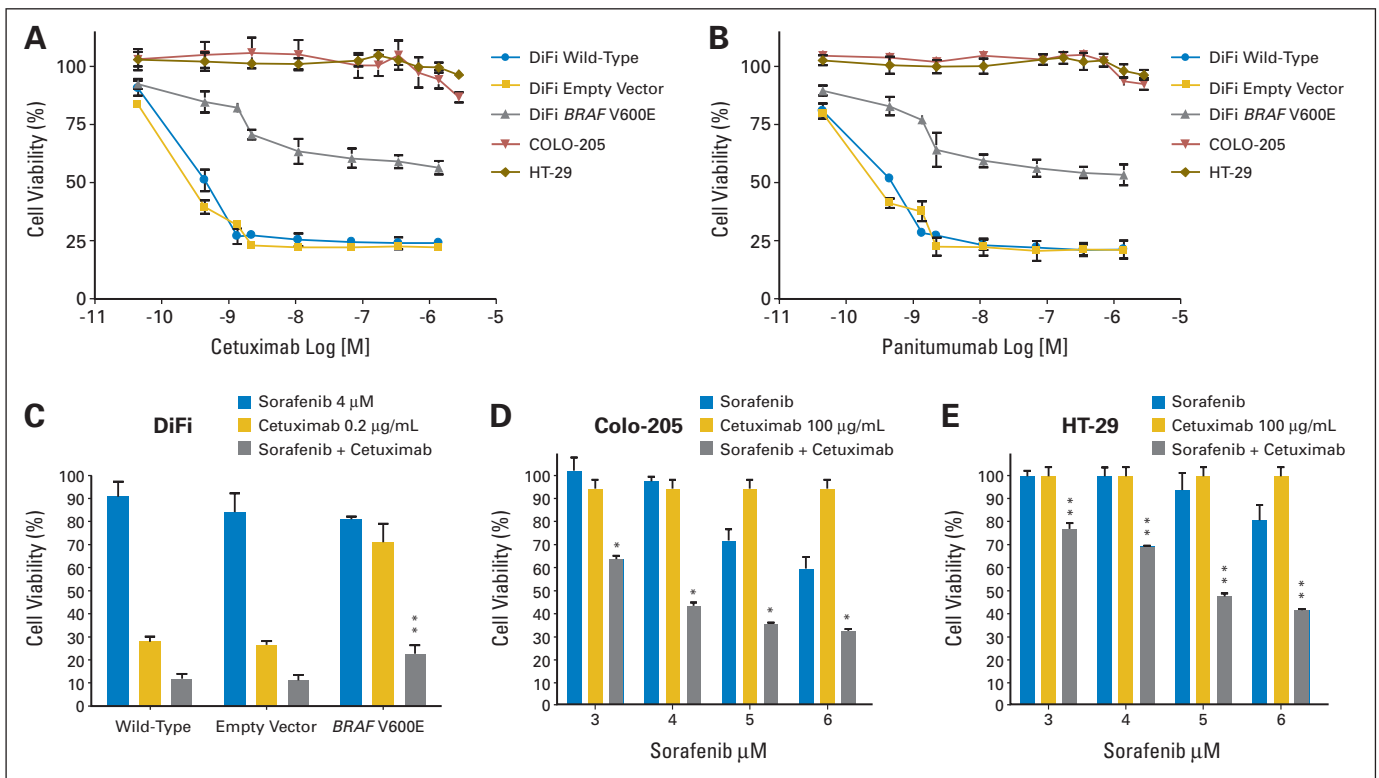 A
Cell Viability (%)
100
75
50
25
0
-11 -10 -9 -8 -7 -6 -5
Cetuximab Log [M]
DiFi Wild-Type
DiFi Empty Vector
DiFi BRAF V600E
COLO-205
HT-29
B
Cell Viability (%)
100
75
50
25
0
-11 -10 -9 -8 -7 -6 -5
Panitumumab Log [M]
DiFi Wild-Type
DiFi Empty Vector
DiFi BRAF V600E
COLO-205
HT-29
C
DiFi
Sorafenib 4 μM
Cetuximab 0.2 μg/mL
Sorafenib + Cetuximab
Cell Viability (%)
100
90
80
70
60
50
40
30
20
10
0
**
Wild-Type Empty Vector BRAF V600E
D
Colo-205
Sorafenib
Cetuximab 100 μg/mL
Sorafenib + Cetuximab
Cell Viability (%)
100
90
80
70
60
50
40
30
20
10
0
* * * *
3 4 5 6
Sorafenib μM
E
HT-29
Sorafenib
Cetuximab 100 μg/mL
Sorafenib + Cetuximab
Cell Viability (%)
100
90
80
70
60
50
40
30
20
10
0
** ** ** **
3 4 5 6
Sorafenib μM